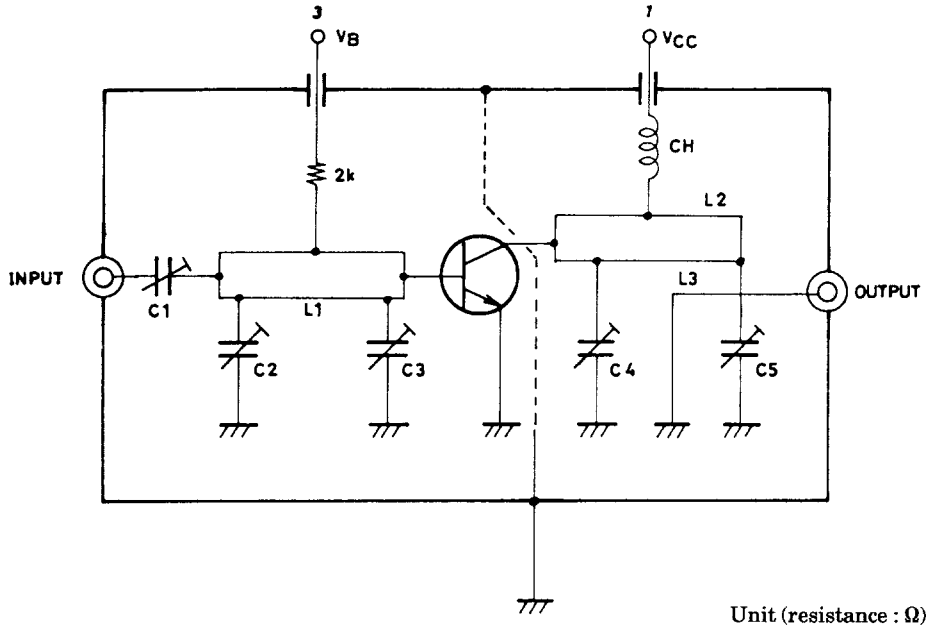 3
VB
1
VCC
CH
2k
L2
INPUT
C1
L1
L3
OUTPUT
C2
C3
C4
C5
Unit (resistance : Ω)